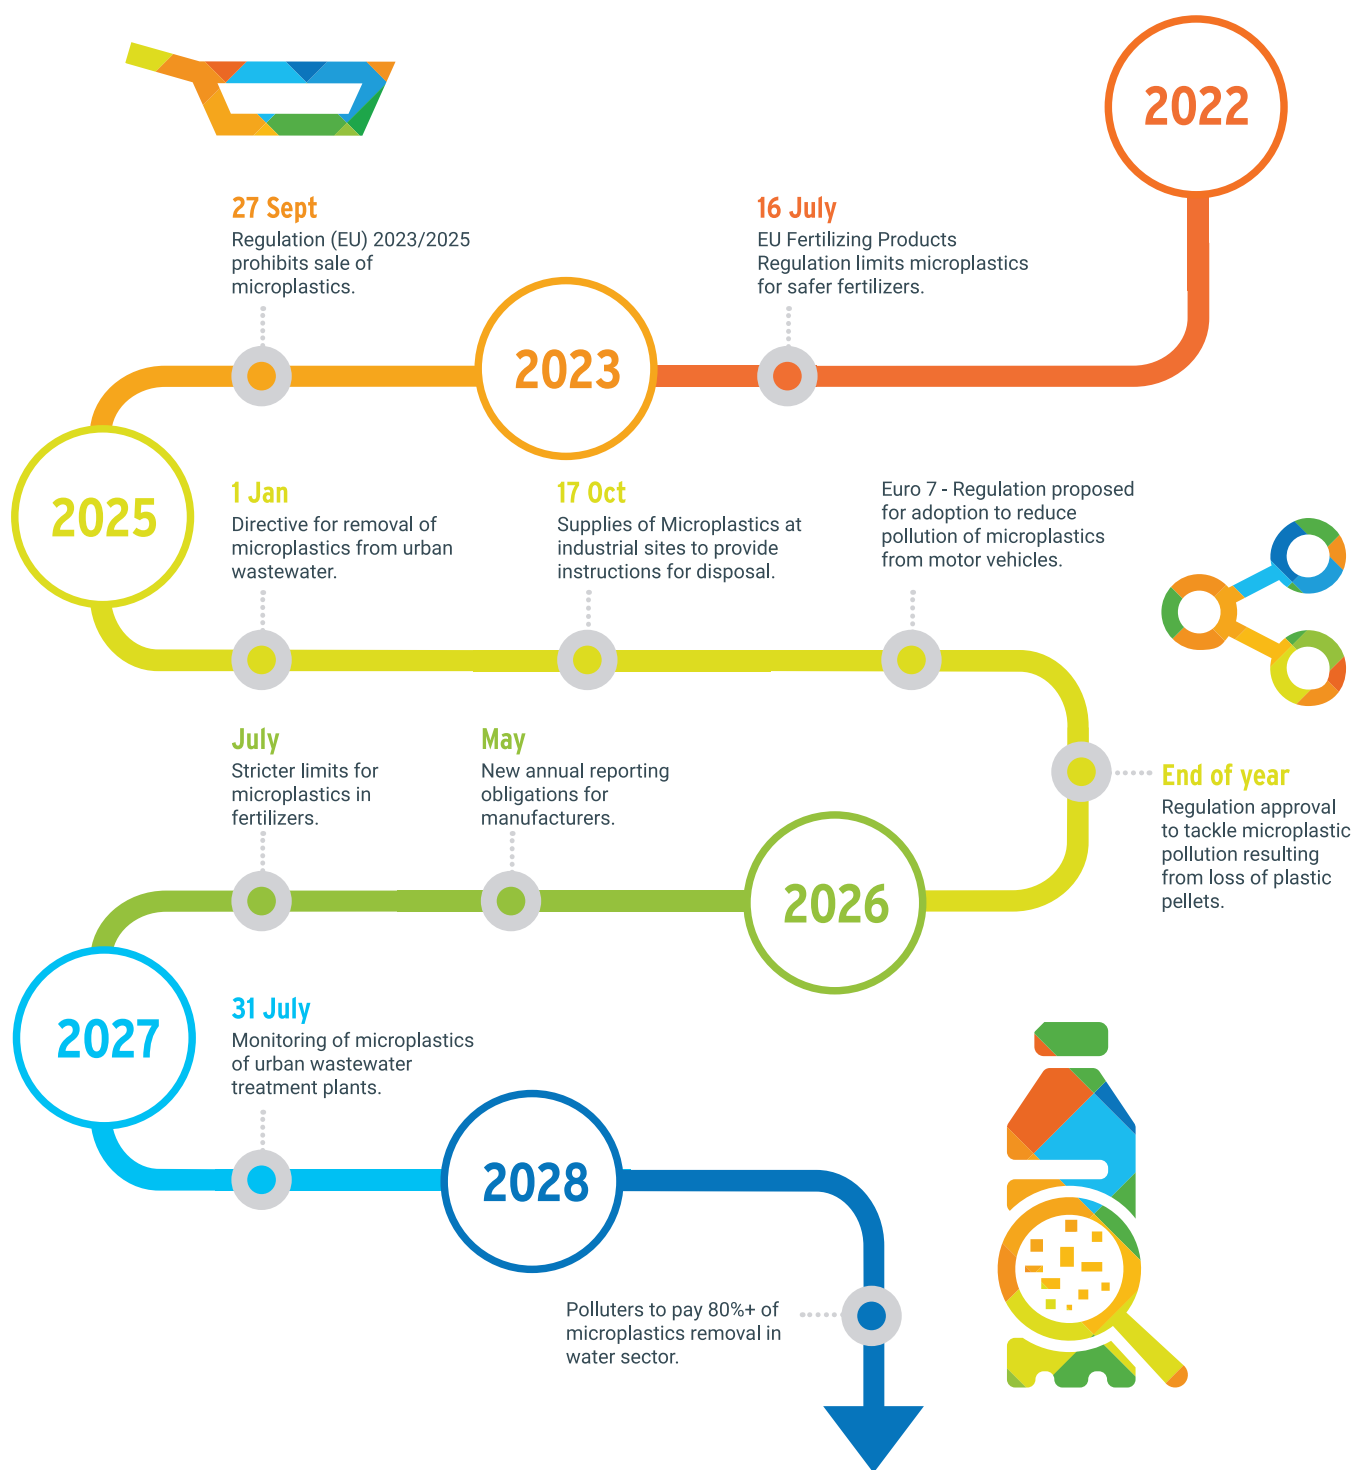 2022
16 July
EU Fertilizing Products
Regulation limits microplastics
for safer fertilizers.
2023
27 Sept
Regulation (EU) 2023/2025
prohibits sale of
microplastics.
2025
1 Jan
Directive for removal of
microplastics from urban
wastewater.
17 Oct
Supplies of Microplastics at
industrial sites to provide
instructions for disposal.
Euro 7 - Regulation proposed
for adoption to reduce
pollution of microplastics
from motor vehicles.
End of year
Regulation approval
to tackle microplastic
pollution resulting
from loss of plastic
pellets.
2026
May
New annual reporting
obligations for
manufacturers.
July
Stricter limits for
microplastics in
fertilizers.
2027
31 July
Monitoring of microplastics
of urban wastewater
treatment plants.
2028
Polluters to pay 80%+ of
microplastics removal in
water sector.